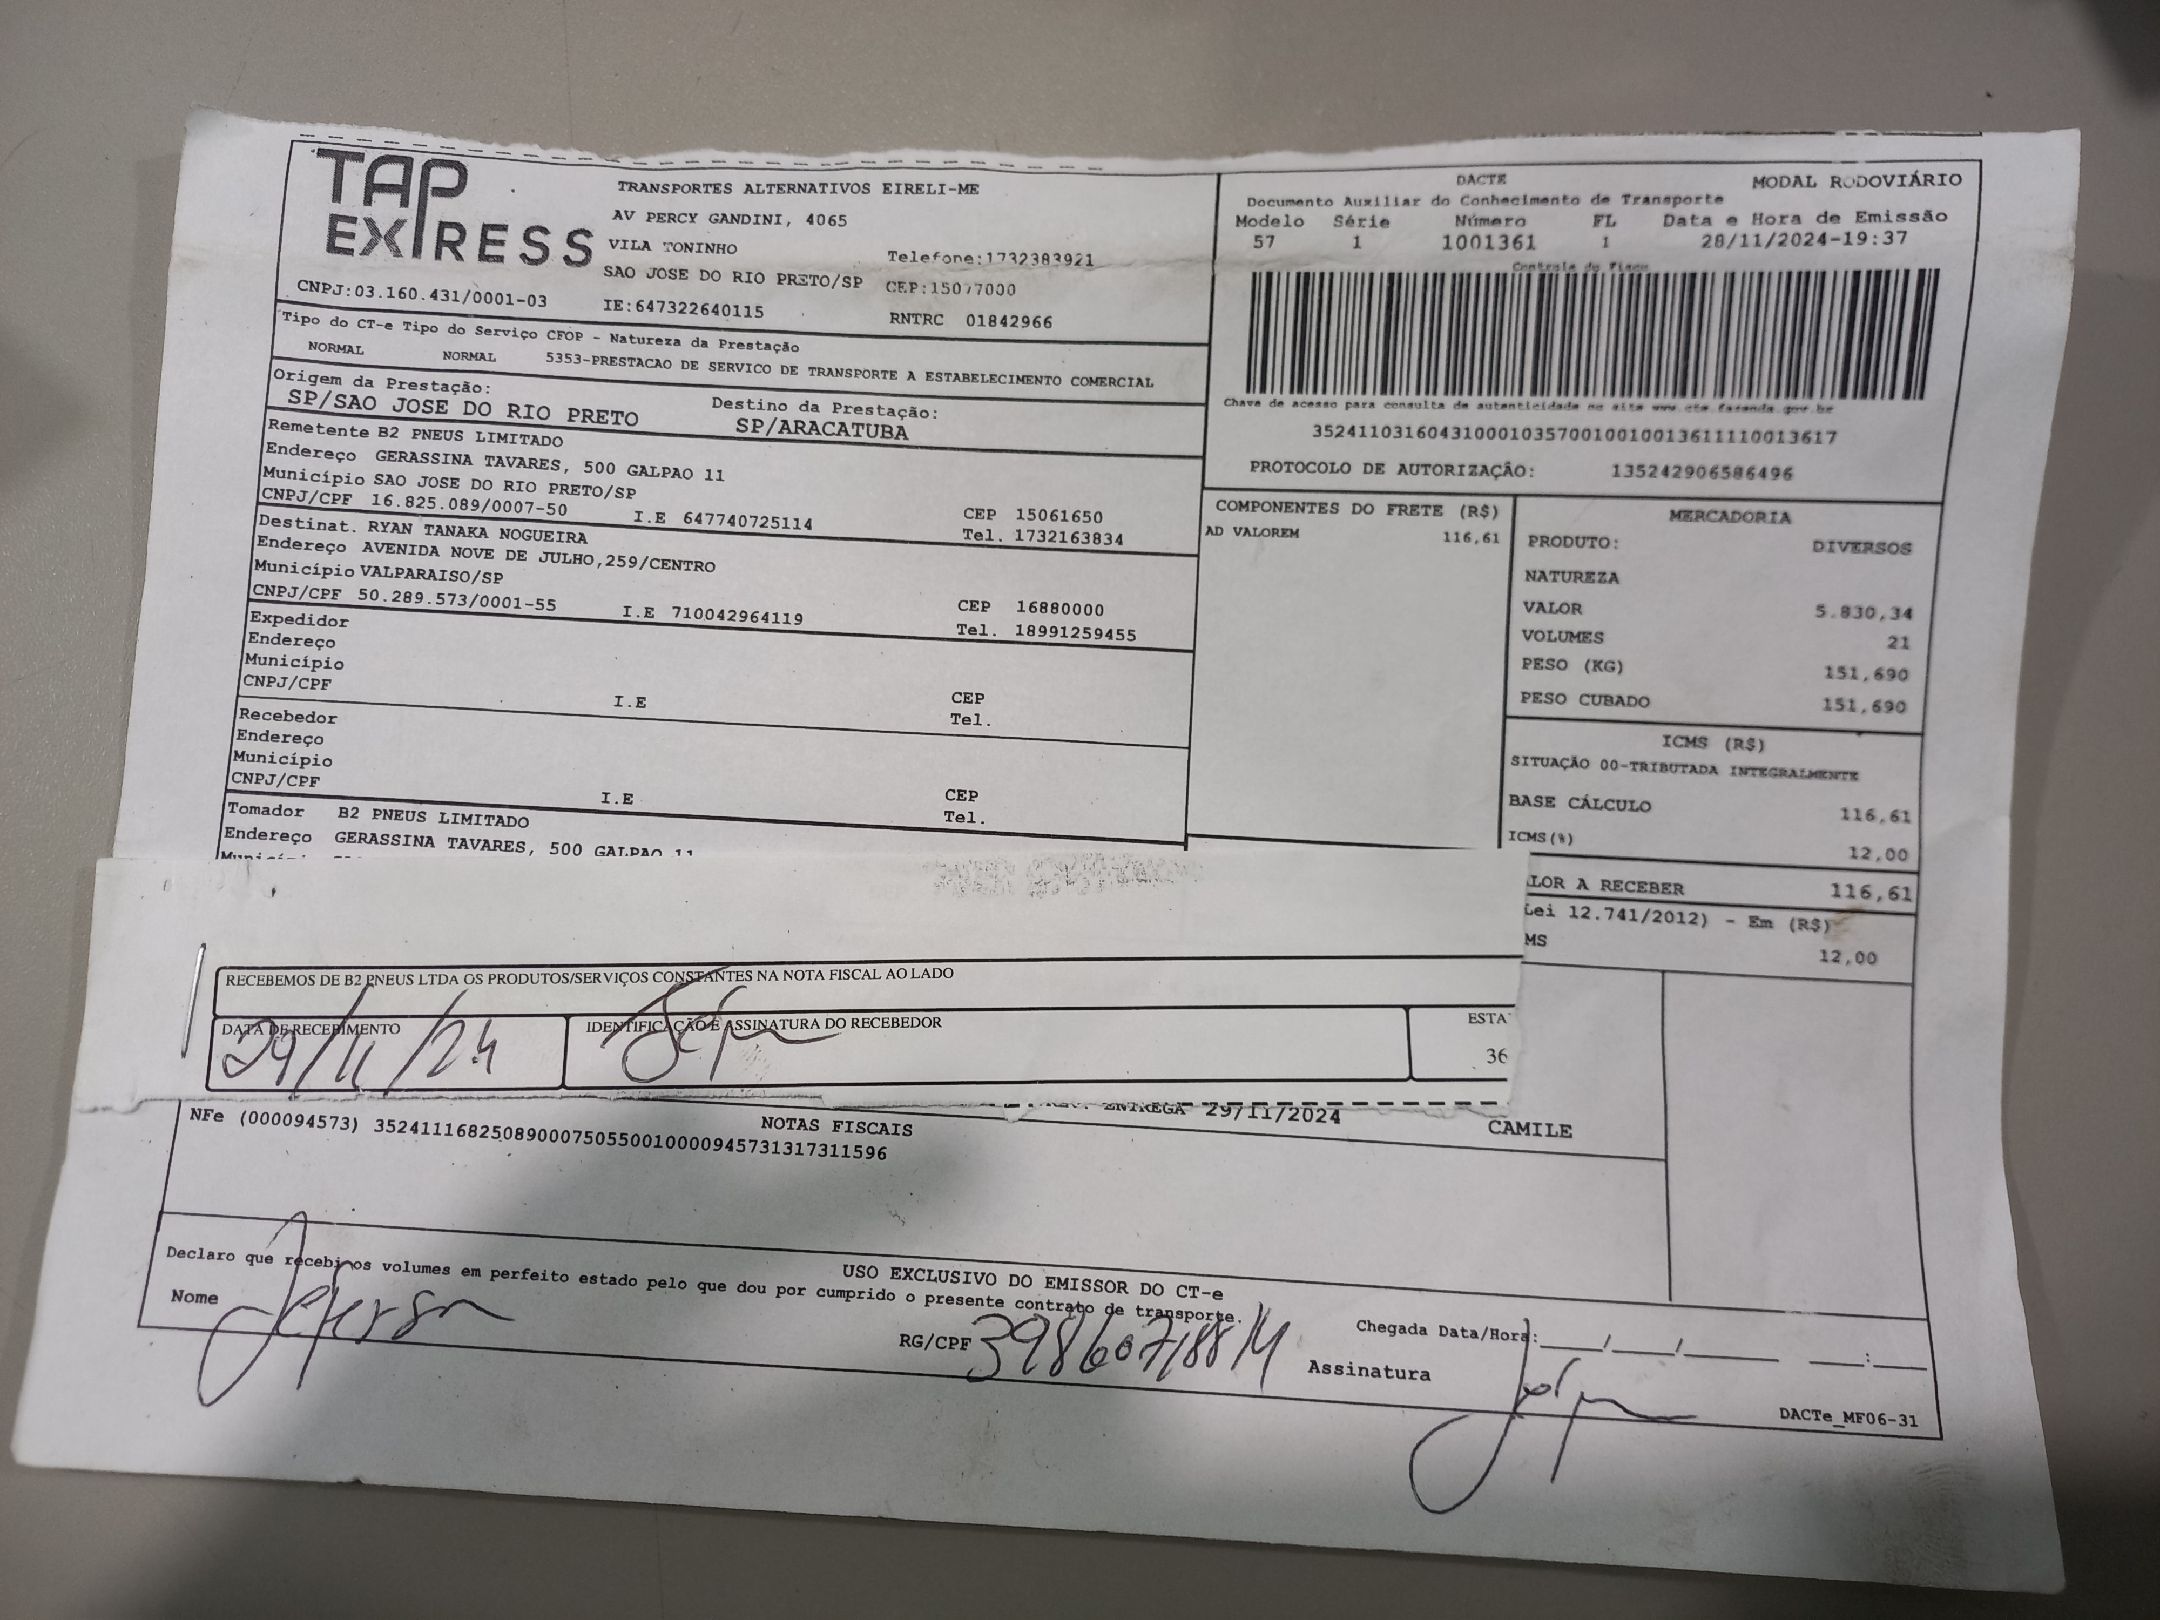 TAP EXPRESS
TRANSPORTES ALTERNATIVOS EIRELI-ME
AV PERCY GANDINI, 4065
VILA TONINHO
Telefone:1732383921
SAO JOSE DO RIO PRETO/SP CEP:15077000
CNPJ:03.160.431/0001-03 IE:647322640115 RNTRC 01842966
DACTE MODAL RODOVIÁRIO
Documento Auxiliar do Conhecimento de Transporte
Modelo Série Número FL Data e Hora de Emissão
57 1 1001361 1 28/11/2024-19:37
Controle do Fisco
Chave de acesso para consulta de autenticidade no site www.cte.fazenda.gov.br
35241103160431000103570010010013611110013617
PROTOCOLO DE AUTORIZAÇÃO: 135242906586496
Tipo do CT-e Tipo do Serviço CFOP - Natureza da Prestação
NORMAL NORMAL 5353-PRESTACAO DE SERVICO DE TRANSPORTE A ESTABELECIMENTO COMERCIAL
Origem da Prestação: Destino da Prestação:
SP/SAO JOSE DO RIO PRETO SP/ARACATUBA
Remetente B2 PNEUS LIMITADO
Endereço GERASSINA TAVARES, 500 GALPAO 11
Município SAO JOSE DO RIO PRETO/SP CEP 15061650
CNPJ/CPF 16.825.089/0007-50 I.E 647740725114 Tel. 1732163834
Destinat. RYAN TANAKA NOGUEIRA
Endereço AVENIDA NOVE DE JULHO,259/CENTRO
Município VALPARAISO/SP CEP 16880000
CNPJ/CPF 50.289.573/0001-55 I.E 710042964119 Tel. 18991259455
Expedidor
Endereço
Município CEP
CNPJ/CPF I.E Tel.
Recebedor
Endereço
Município CEP
CNPJ/CPF I.E Tel.
Tomador B2 PNEUS LIMITADO
Endereço GERASSINA TAVARES, 500 GALPAO 11
COMPONENTES DO FRETE (R$)
AD VALOREM 116,61
MERCADORIA
PRODUTO: DIVERSOS
NATUREZA
VALOR 5.830,34
VOLUMES 21
PESO (KG) 151,690
PESO CUBADO 151,690
ICMS (R$)
SITUAÇÃO 00-TRIBUTADA INTEGRALMENTE
BASE CÁLCULO 116,61
ICMS(%) 12,00
LOR A RECEBER 116,61
Lei 12.741/2012) - Em (R$)
MS 12,00
RECEBEMOS DE B2 PNEUS LTDA OS PRODUTOS/SERVIÇOS CONSTANTES NA NOTA FISCAL AO LADO
DATA DE RECEBIMENTO IDENTIFICAÇÃO E ASSINATURA DO RECEBEDOR ESTA
29/11/24 36
ENTREGA 29/11/2024 CAMILE
NOTAS FISCAIS
NFe (000094573) 35241116825089000750550010000945731317311596
USO EXCLUSIVO DO EMISSOR DO CT-e
Declaro que recebi os volumes em perfeito estado pelo que dou por cumprido o presente contrato de transporte.
Nome Jeferson RG/CPF Chegada Data/Hora:___/___/___ ___:___
Assinatura
DACTe_MF06-31